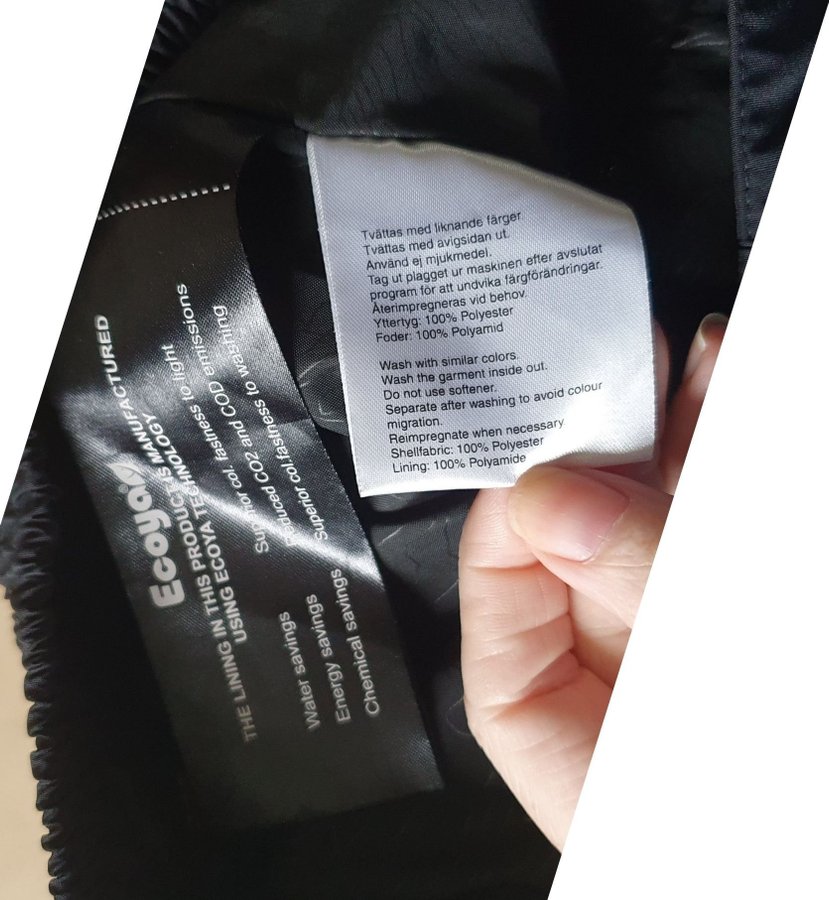 Tvättas med liknande färger
Tvättas med avigsidan ut.
Använd ej mjukmedel.
Tag ut plagget ur maskinen efter avslutat
program för att undvika färgförändringar.
Återimpregneras vid behov.
Yttertyg: 100% Polyester
Foder: 100% Polyamid
Wash with similar colors.
Wash the garment inside out.
Do not use softener.
Separate after washing to avoid colour
migration.
Reimpregnate when necessary
Shellfabric: 100% Polyester
Lining: 100% Polyamide
Ecoya
THE LINING IN THIS PRODUCT IS MANUFACTURED
USING ECOYA TECHNOLOGY
Water savings
Energy savings
Chemical savings
Superior col. fastness to light
Reduced CO2 and COD emissions
Superior col.fastness to washing